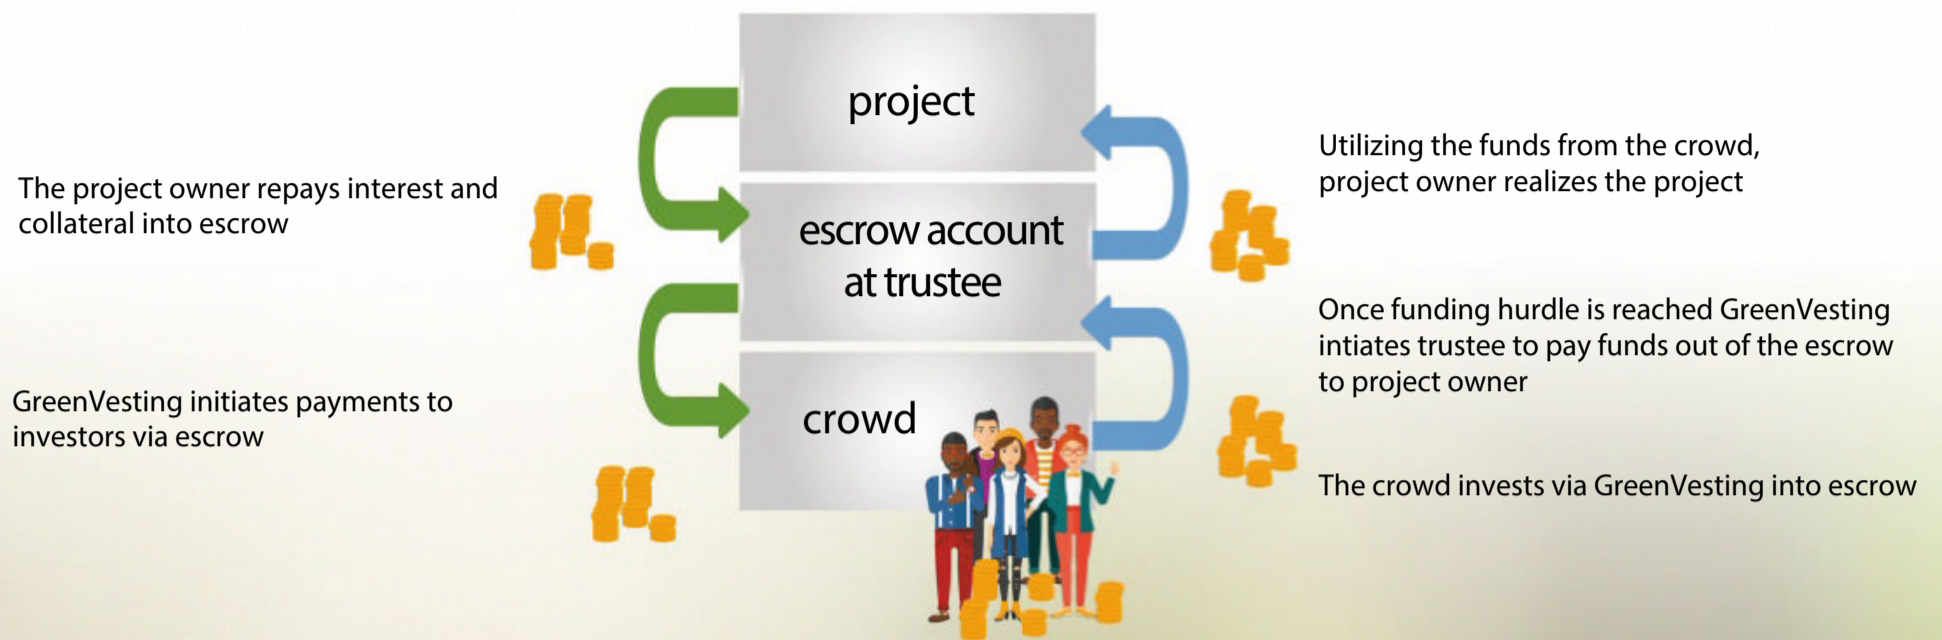 project
escrow account
at trustee
crowd
The project owner repays interest and
collateral into escrow
GreenVesting initiates payments to
investors via escrow
Utilizing the funds from the crowd,
project owner realizes the project
Once funding hurdle is reached GreenVesting
intiates trustee to pay funds out of the escrow
to project owner
The crowd invests via GreenVesting into escrow